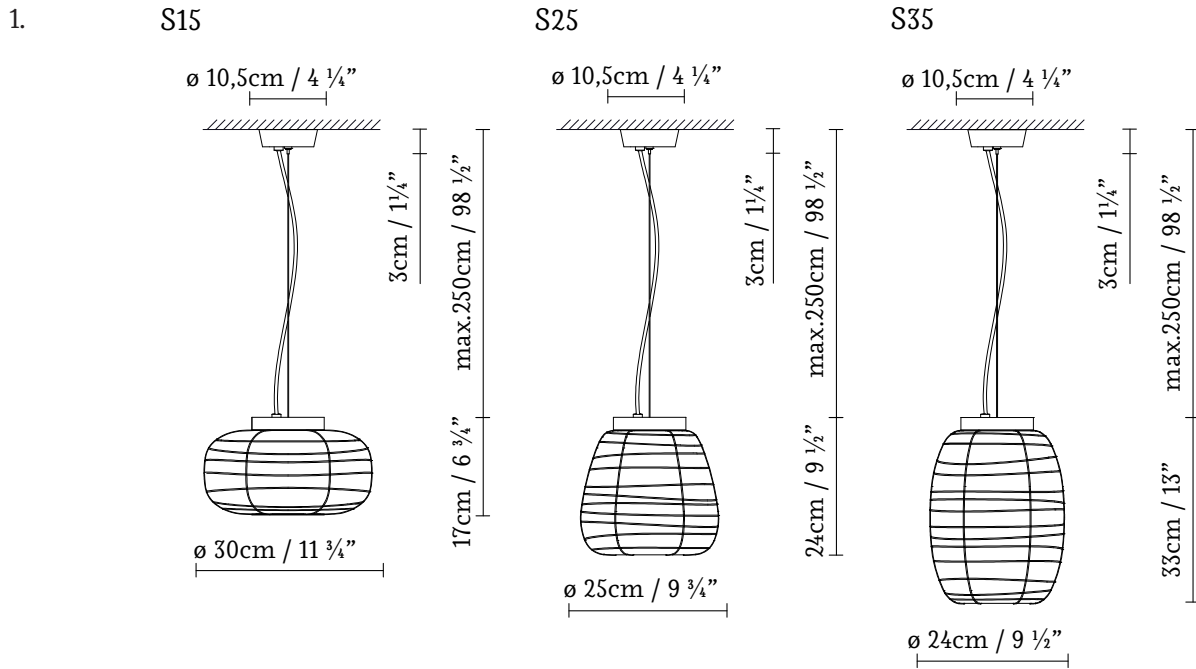 1.
S15
S25
S35
ø 10,5cm / 4 ¼”
ø 10,5cm / 4 ¼”
ø 10,5cm / 4 ¼”
3cm / 1¼”
max.250cm / 98 ½”
3cm / 1¼”
max.250cm / 98 ½”
3cm / 1¼”
max.250cm / 98 ½”
17cm / 6 ¾”
24cm / 9 ½”
33cm / 13”
ø 30cm / 11 ¾”
ø 25cm / 9 ¾”
ø 24cm / 9 ½”